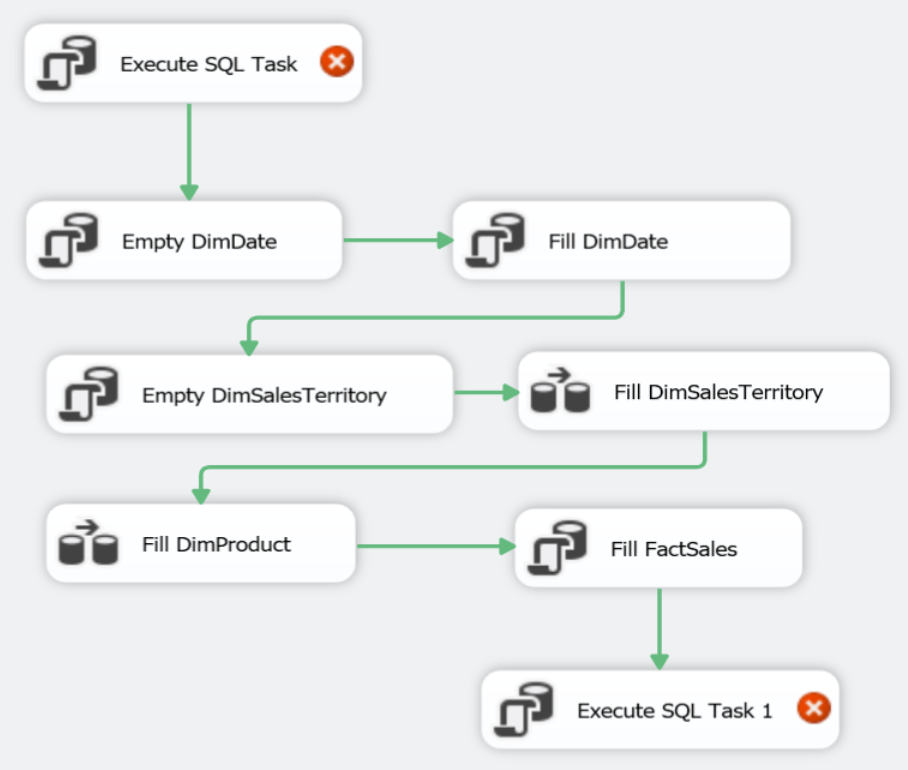 Execute SQL Task
Empty DimDate
Fill DimDate
Empty DimSalesTerritory
Fill DimSalesTerritory
Fill DimProduct
Fill FactSales
Execute SQL Task 1